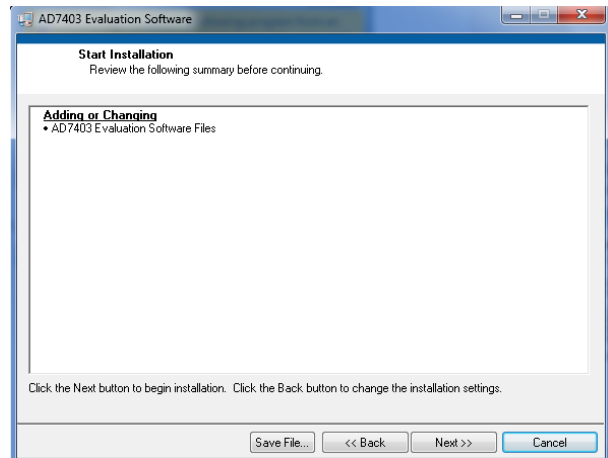 AD7403 Evaluation Software
Start Installation
Review the following summary before continuing.
Adding or Changing
• AD7403 Evaluation Software Files
Click the Next button to begin installation. Click the Back button to change the installation settings.
Save File... << Back Next >> Cancel